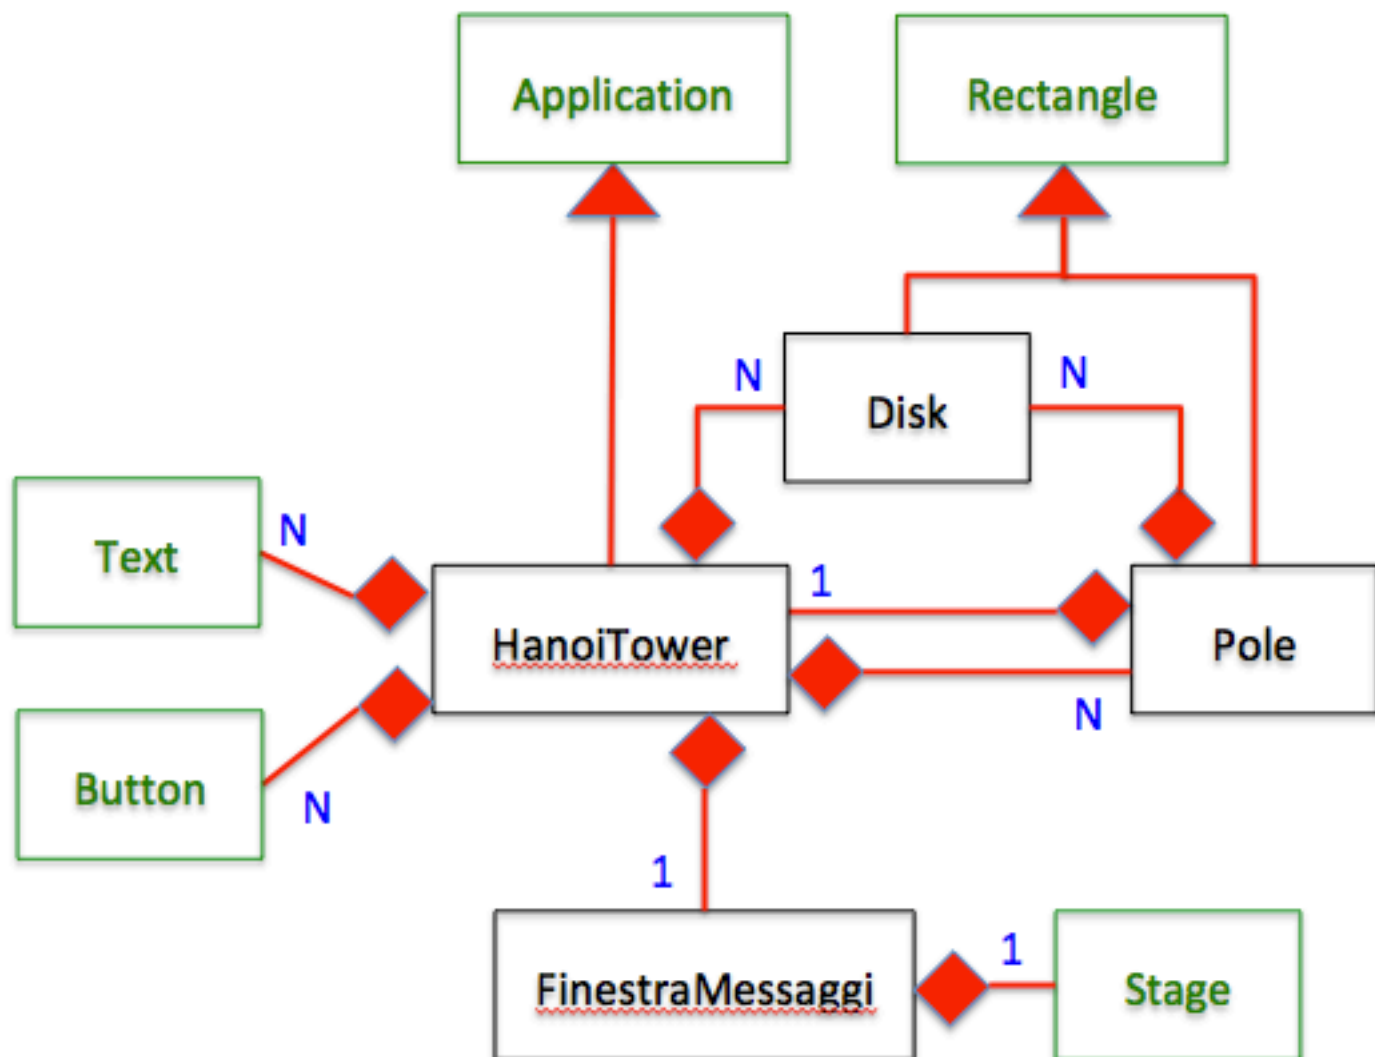 Application
Rectangle
N
N
Disk
Text
N
1
HanoiTower
Pole
N
Button
N
1
FinestraMessaggi
1
Stage